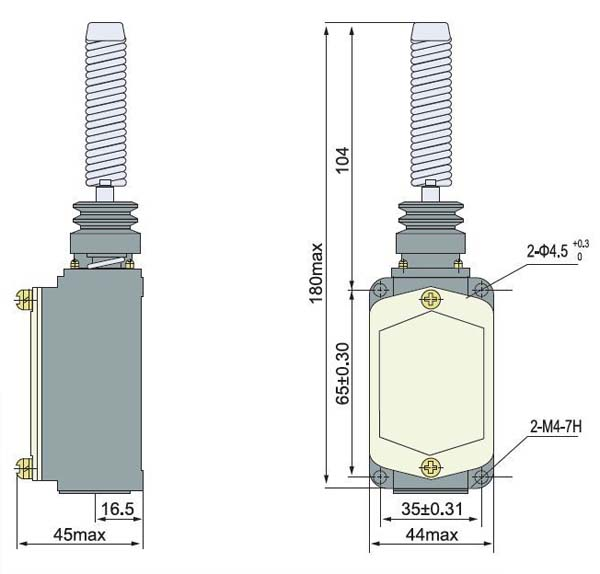 104
180max
2-Φ4.5 +0.3 0
65±0.30
2-M4-7H
16.5
35±0.31
45max
44max